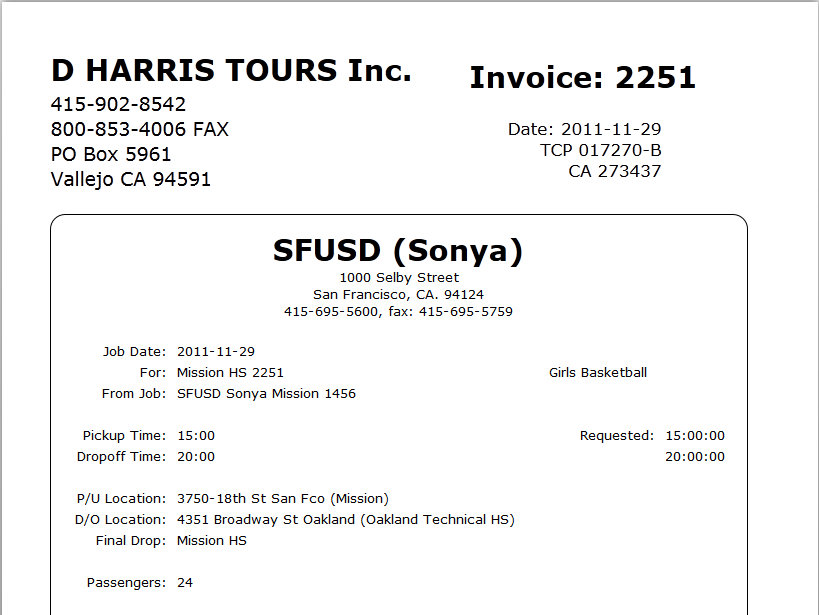 D HARRIS TOURS Inc.
415-902-8542
800-853-4006 FAX
PO Box 5961
Vallejo CA 94591
Invoice: 2251
Date: 2011-11-29
TCP 017270-B
CA 273437
SFUSD (Sonya)
1000 Selby Street
San Francisco, CA. 94124
415-695-5600, fax: 415-695-5759
Job Date: 2011-11-29
For: Mission HS 2251 Girls Basketball
From Job: SFUSD Sonya Mission 1456
Pickup Time: 15:00 Requested: 15:00:00
Dropoff Time: 20:00 20:00:00
P/U Location: 3750-18th St San Fco (Mission)
D/O Location: 4351 Broadway St Oakland (Oakland Technical HS)
Final Drop: Mission HS
Passengers: 24